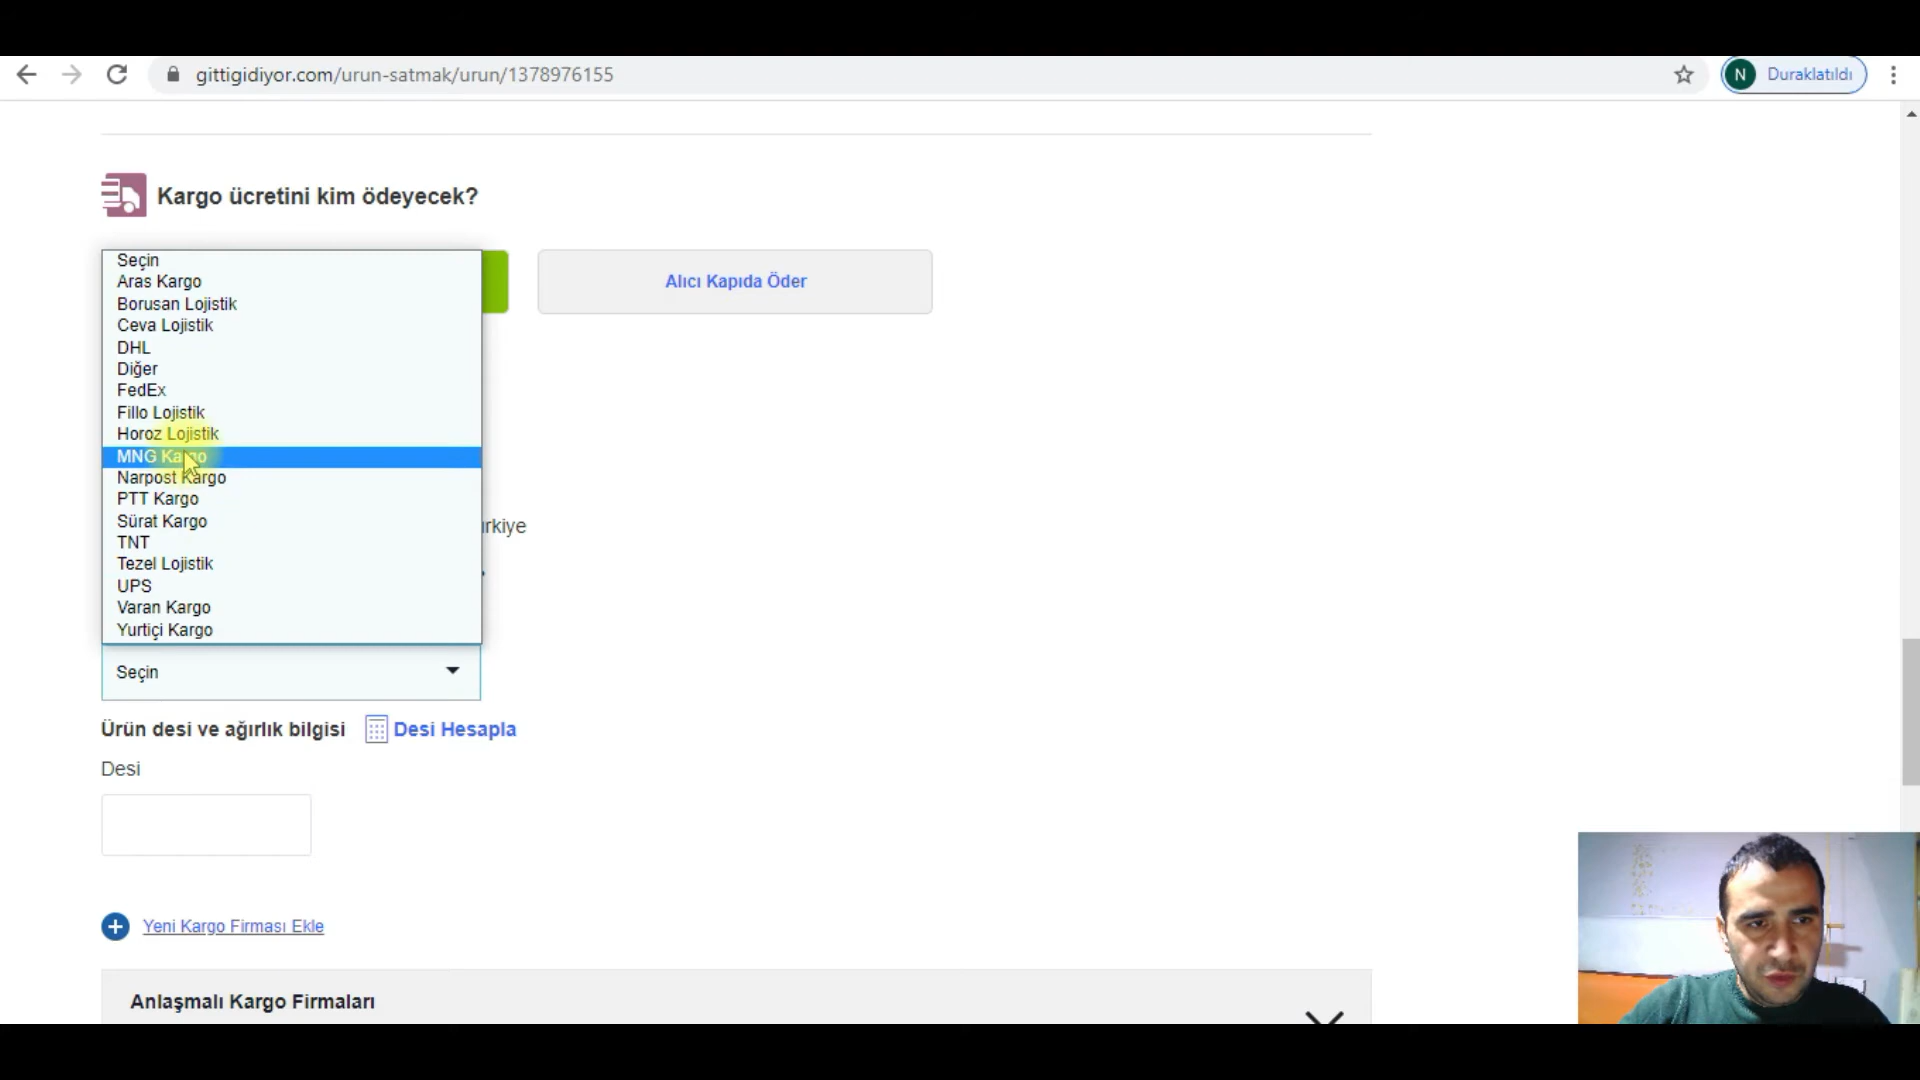 gittigidiyor.com/urun-satmak/urun/1378976155
N Duraklatıldı
Kargo ücretini kim ödeyecek?
Alıcı Kapıda Öder
Seçin
Aras Kargo
Borusan Lojistik
Ceva Lojistik
DHL
Diğer
FedEx
Fillo Lojistik
Horoz Lojistik
MNG Kargo
Narpost Kargo
PTT Kargo
Sürat Kargo
TNT
Tezel Lojistik
UPS
Varan Kargo
Yurtiçi Kargo
Seçin
Ürün desi ve ağırlık bilgisi Desi Hesapla
Desi
Yeni Kargo Firması Ekle
Anlaşmalı Kargo Firmaları